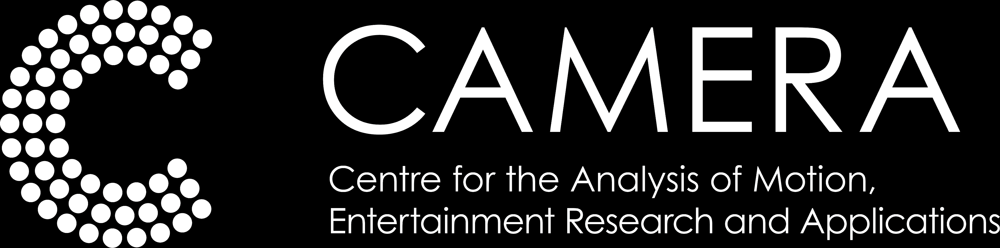 CAMERA
Centre for the Analysis of Motion,
Entertainment Research and Applications